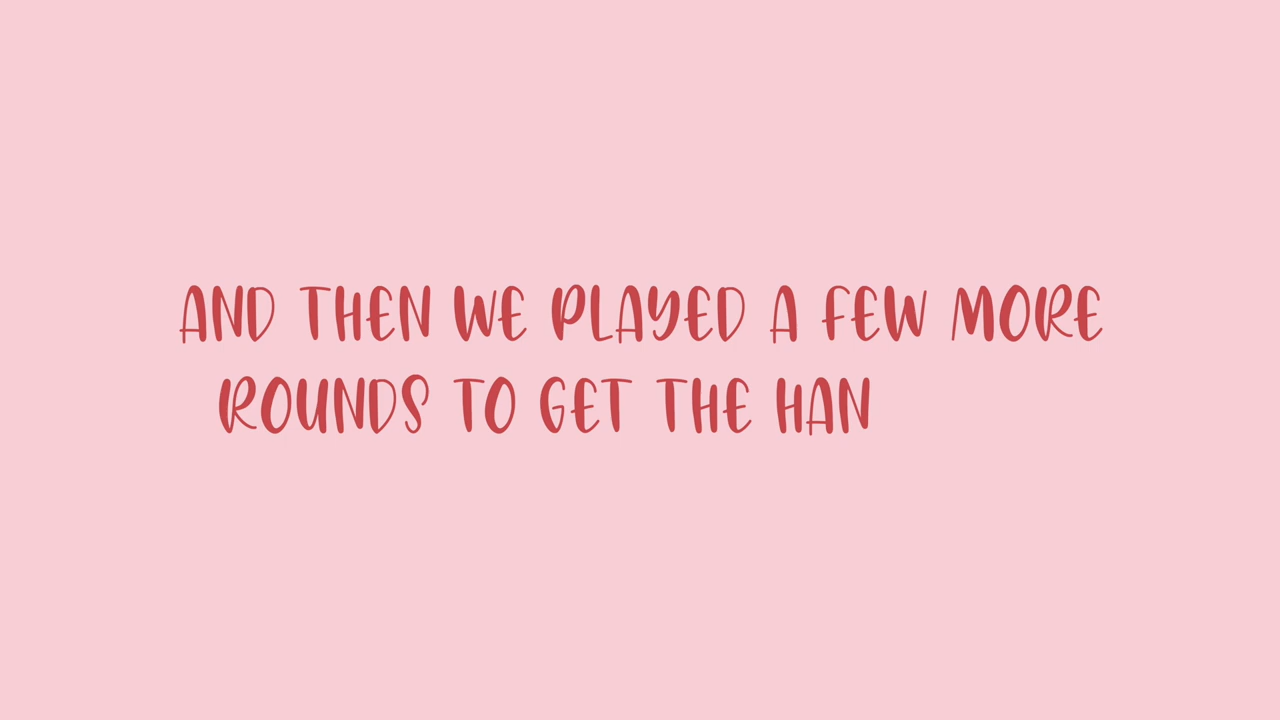 AND THEN WE PLAYED A FEW MORE
ROUNDS TO GET THE HAN